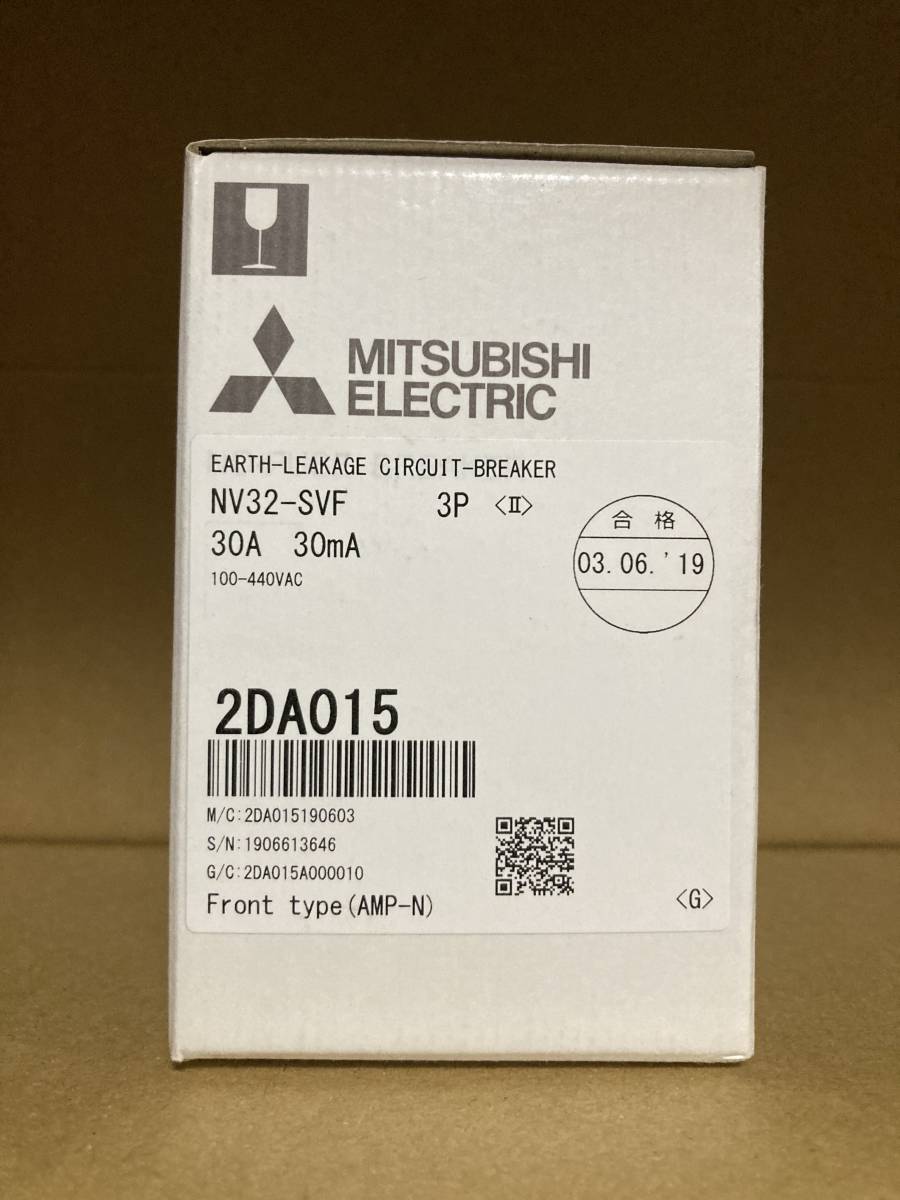 MITSUBISHI
ELECTRIC
EARTH-LEAKAGE CIRCUIT-BREAKER
NV32-SVF 3P <Ⅱ>
30A 30mA
100-440VAC
合 格
03.06.'19
2DA015
M/C:2DA015190603
S/N:1906613646
G/C:2DA015A000010
Front type(AMP-N)
<G>